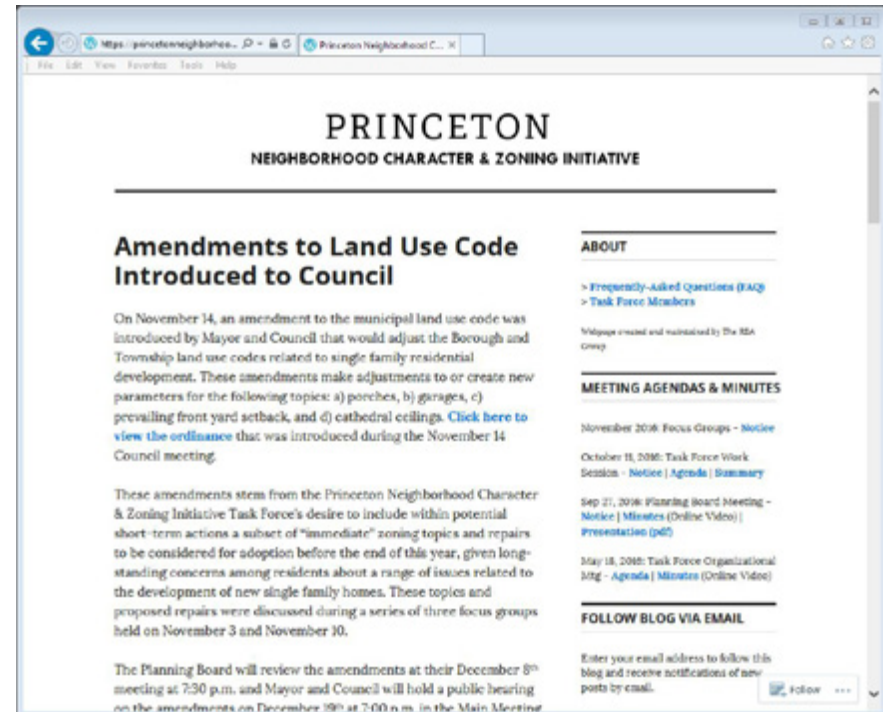 https://princetonneighborhoo...
Princeton Neighborhood C...
File Edit View Favorites Tools Help
PRINCETON
NEIGHBORHOOD CHARACTER & ZONING INITIATIVE
Amendments to Land Use Code
Introduced to Council
On November 14, an amendment to the municipal land use code was
introduced by Mayor and Council that would adjust the Borough and
Township land use codes related to single family residential
development. These amendments make adjustments to or create new
parameters for the following topics: a) porches, b) garages, c)
prevailing front yard setback, and d) cathedral ceilings. Click here to
view the ordinance that was introduced during the November 14
Council meeting.
These amendments stem from the Princeton Neighborhood Character
& Zoning Initiative Task Force's desire to include within potential
short-term actions a subset of "immediate" zoning topics and repairs
to be considered for adoption before the end of this year, given long-
standing concerns among residents about a range of issues related to
the development of new single family homes. These topics and
proposed repairs were discussed during a series of three focus groups
held on November 3 and November 10.
The Planning Board will review the amendments at their December 8th
meeting at 7:30 p.m. and Mayor and Council will hold a public hearing
on the amendments on December 19th at 7:00 p.m. in the Main Meeting
ABOUT
> Frequently-Asked Questions (FAQ)
> Task Force Members
Webpage created and maintained by The RBA
Group
MEETING AGENDAS & MINUTES
November 2016: Focus Groups - Notice
October 11, 2016: Task Force Work
Session - Notice | Agenda | Summary
Sep 27, 2016: Planning Board Meeting -
Notice | Minutes (Online Video) |
Presentation (pdf)
May 18, 2016: Task Force Organizational
Mtg - Agenda | Minutes (Online Video)
FOLLOW BLOG VIA EMAIL
Enter your email address to follow this
blog and receive notifications of new
posts by email.
Follow ...